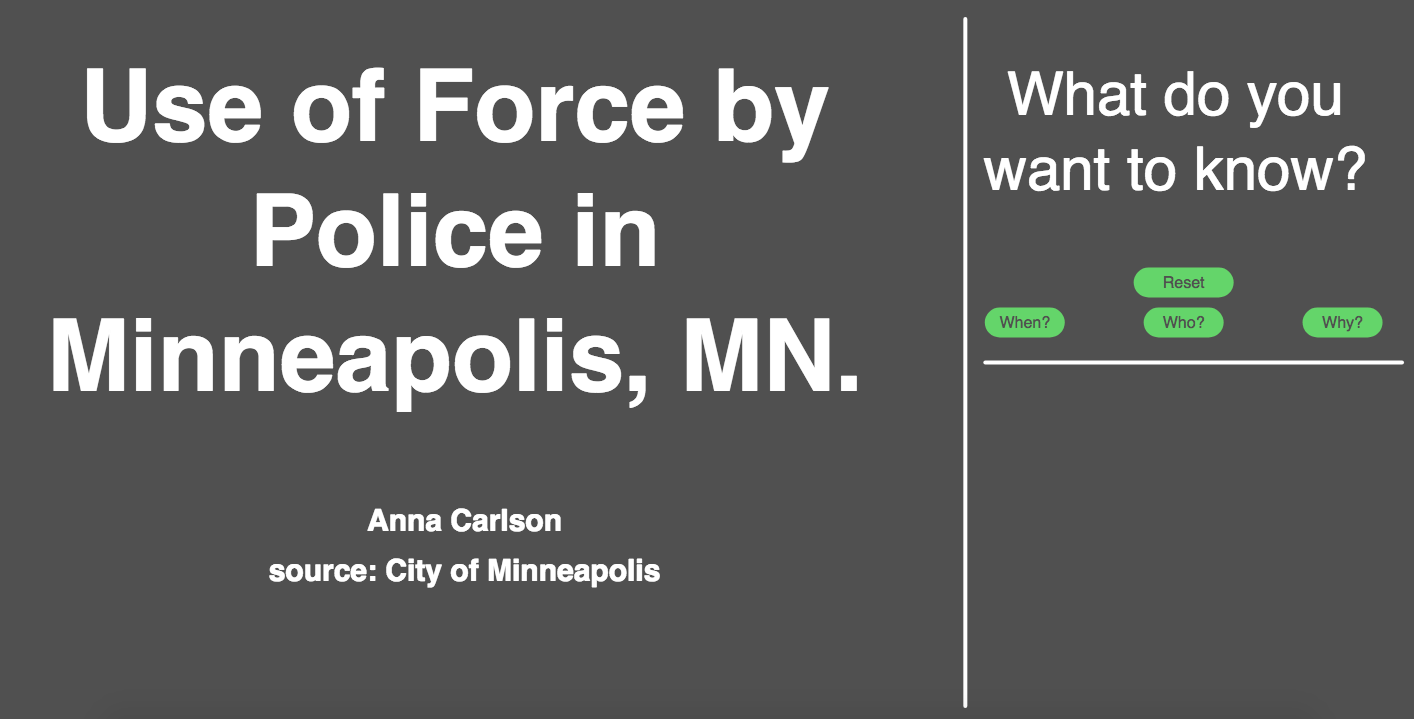 Use of Force by
Police in
Minneapolis, MN.
Anna Carlson
source: City of Minneapolis
What do you
want to know?
Reset
When?
Who?
Why?